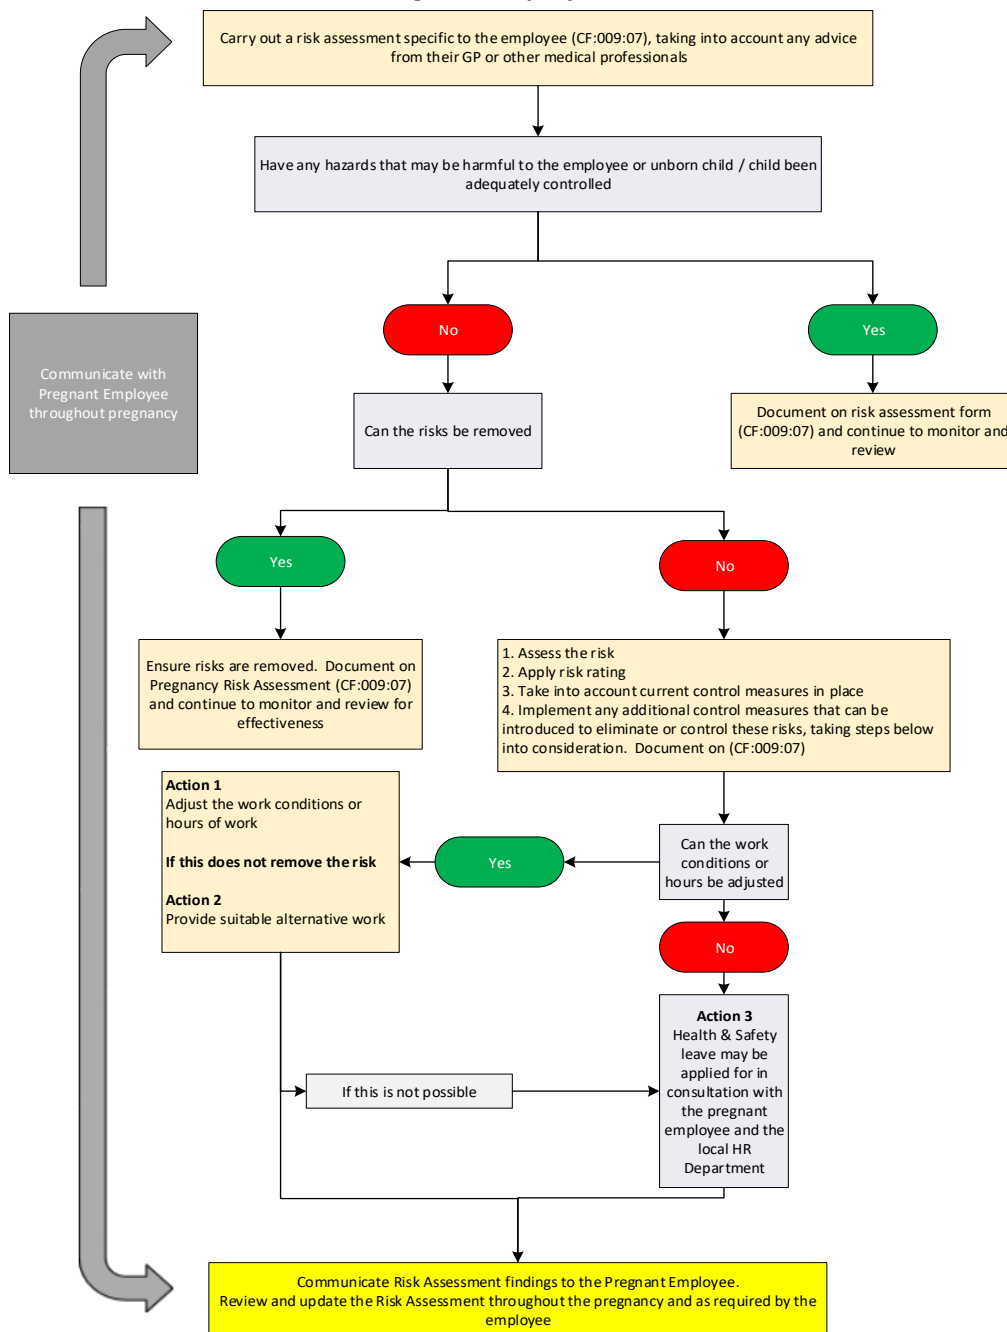 Carry out a risk assessment specific to the employee (CF:009:07), taking into account any advice
from their GP or other medical professionals
Have any hazards that may be harmful to the employee or unborn child / child been
adequately controlled
No
Yes
Communicate with
Pregnant Employee
throughout pregnancy
Can the risks be removed
Document on risk assessment form
(CF:009:07) and continue to monitor and
review
Yes
No
Ensure risks are removed.  Document on
Pregnancy Risk Assessment (CF:009:07)
and continue to monitor and review for
effectiveness
1. Assess the risk
2. Apply risk rating
3. Take into account current control measures in place
4. Implement any additional control measures that can be
introduced to eliminate or control these risks, taking steps below
into consideration.  Document on (CF:009:07)
Action 1
Adjust the work conditions or
hours of work
If this does not remove the risk
Action 2
Provide suitable alternative work
Yes
Can the work
conditions or
hours be adjusted
No
Action 3
Health & Safety
leave may be
applied for in
consultation with
the pregnant
employee and the
local HR
Department
If this is not possible
Communicate Risk Assessment findings to the Pregnant Employee.
Review and update the Risk Assessment throughout the pregnancy and as required by the
employee